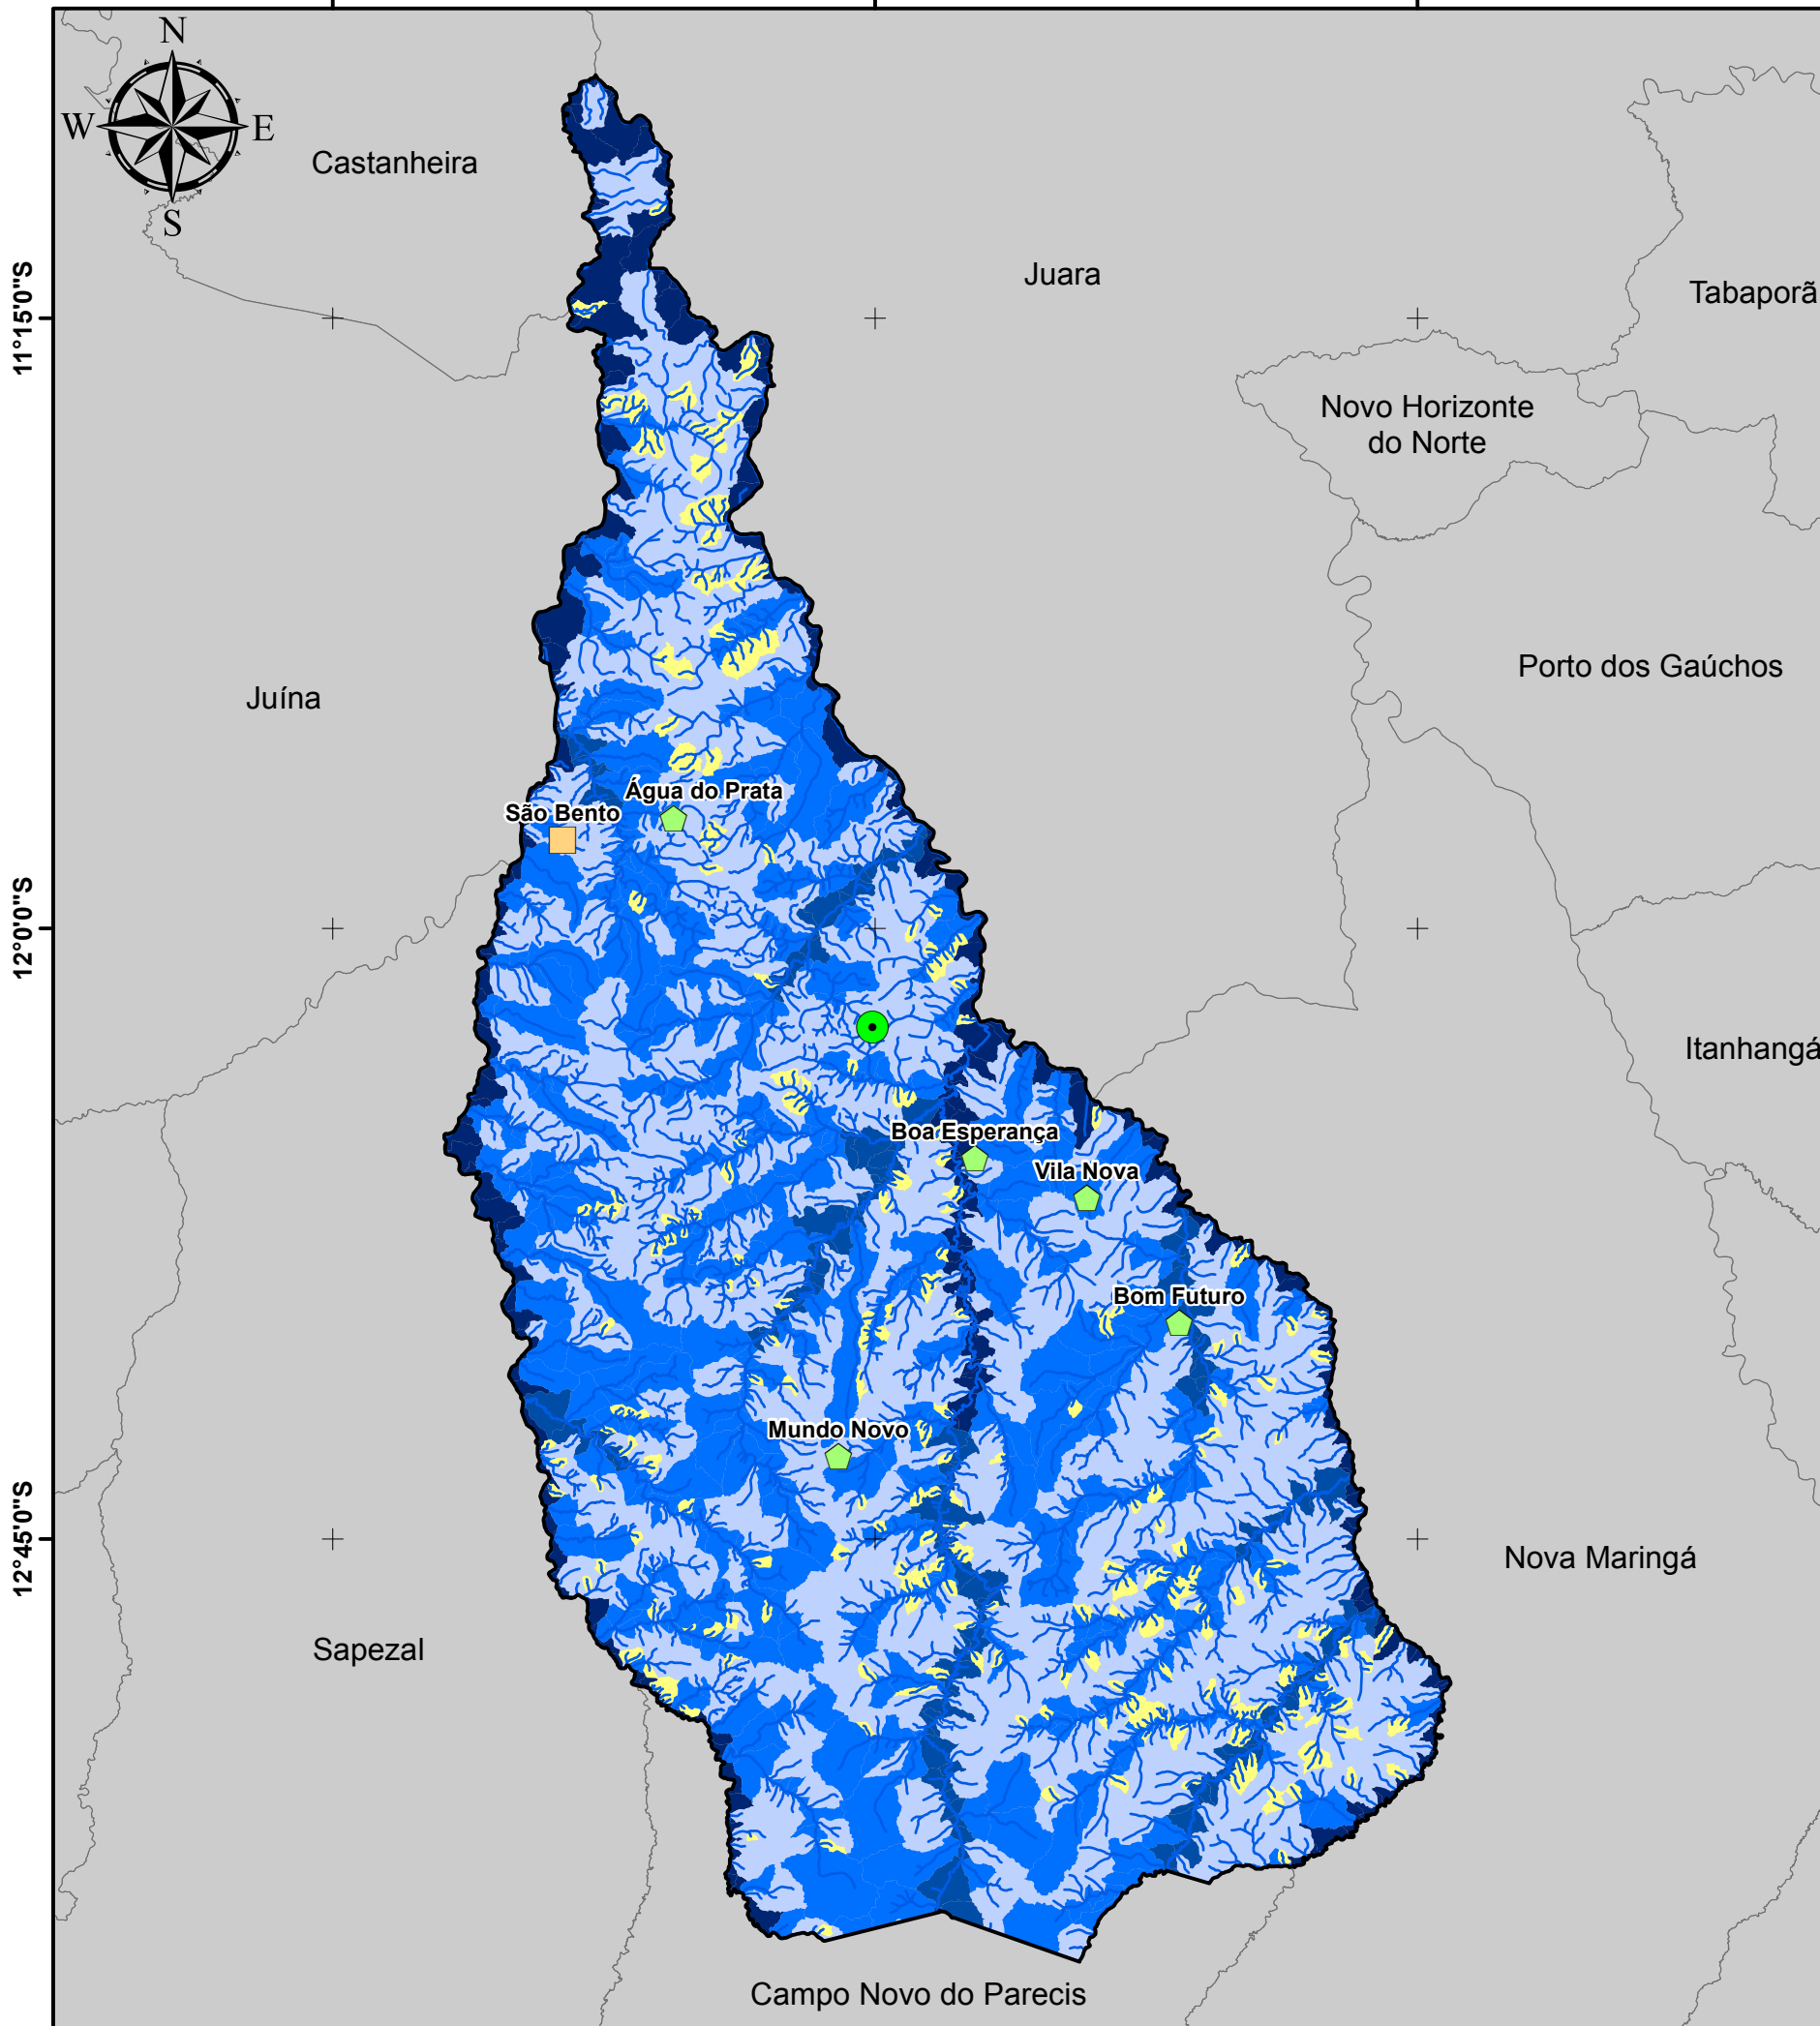 N
W
E
S
Castanheira
Juara
11°15'0"S
Tabaporã
Novo Horizonte
do Norte
Porto dos Gaúchos
Juína
Água do Prata
São Bento
12°0'0"S
Itanhangá
Boa Esperança
Vila Nova
Bom Futuro
Mundo Novo
12°45'0"S
Nova Maringá
Sapezal
Campo Novo do Parecis